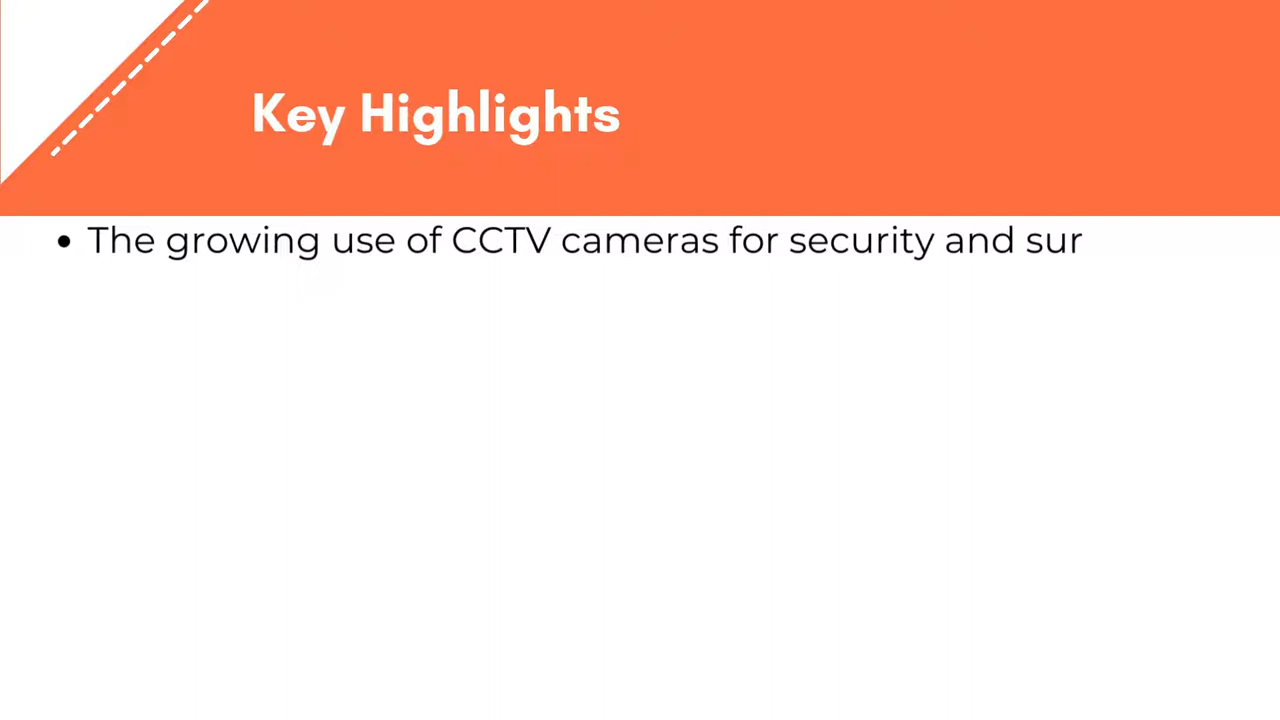 Key Highlights
• The growing use of CCTV cameras for security and sur